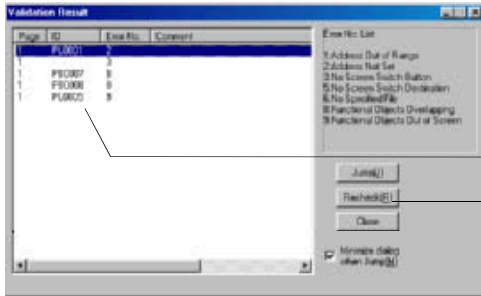 Validation Result
Page ID Error No. Comment
1 PL0001 2
1 3
1 PS0007 8
1 FS0008 8
1 PL0005 9
Error No. List
1:Address Out of Range
2:Address Not Set
3:No Screen Switch Button
5:No Screen Switch Destination
6:No Specified File
8:Functional Objects Overlapping
9:Functional Objects Out of Screen
Jump(J)
Recheck(R)
Close
Minimize dialog
when Jump(M)